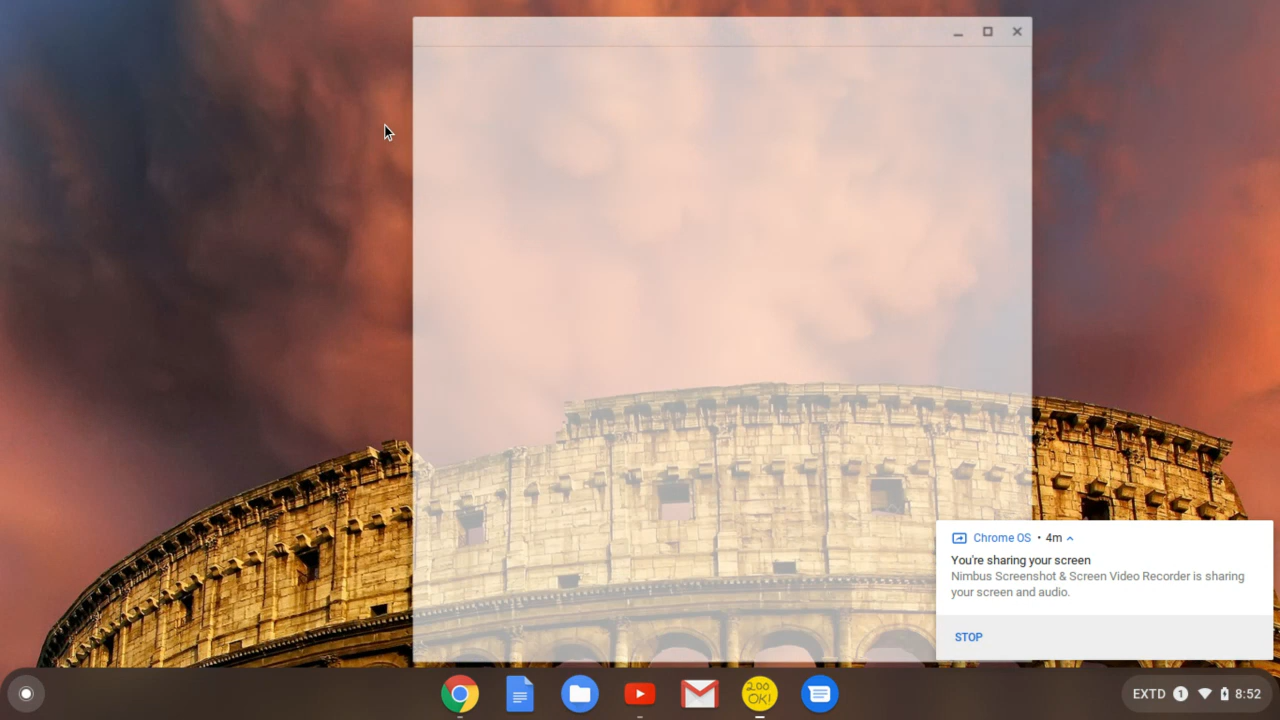 Chrome OS • 4m
You're sharing your screen
Nimbus Screenshot & Screen Video Recorder is sharing
your screen and audio.
STOP
200
OK!
EXTD 1 8:52